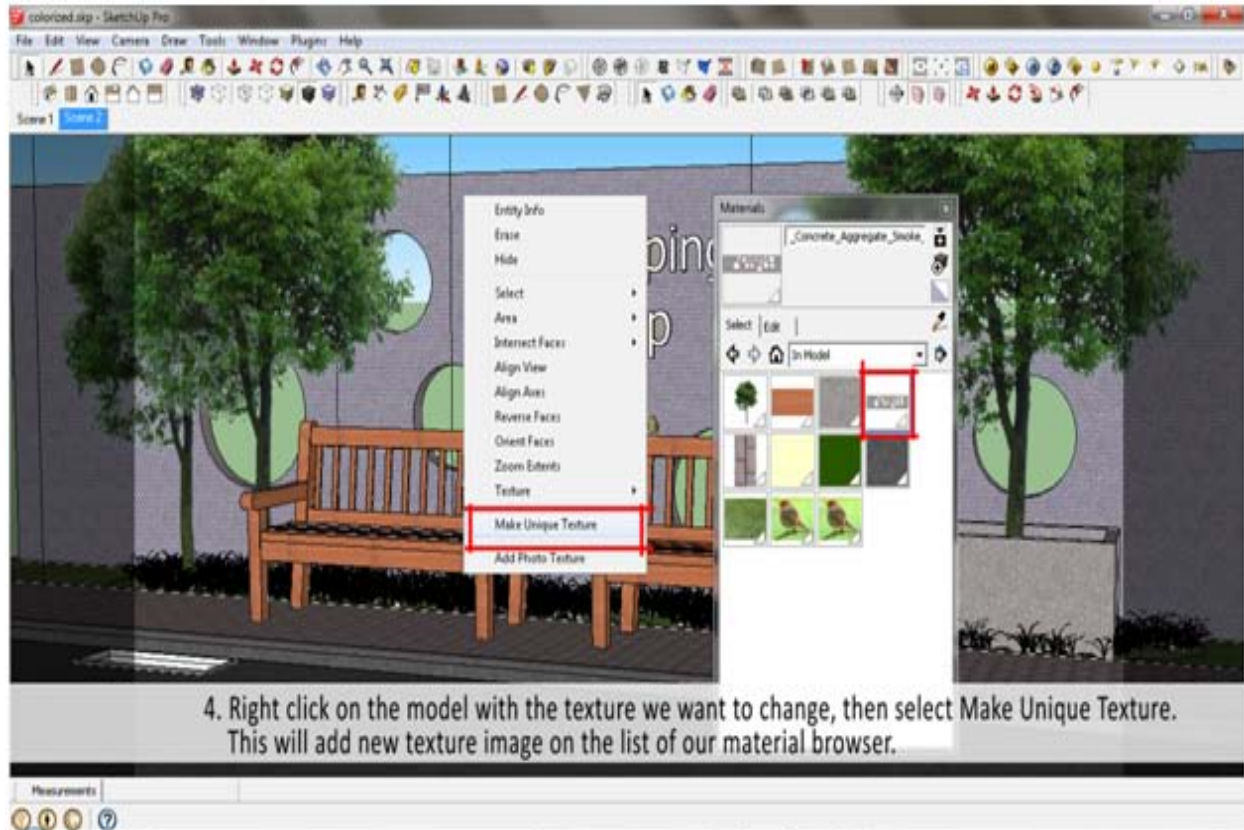 colorized.skp - SketchUp Pro
File Edit View Camera Draw Tools Window Plugins Help
Scene 1 Scene 2
ping
p
Entity Info
Erase
Hide
Select
Area
Intersect Faces
Align View
Align Axes
Reverse Faces
Orient Faces
Zoom Extents
Texture
Make Unique Texture
Add Photo Texture
Materials
_Concrete_Aggregate_Smoke_
Select Edit
In Model
4. Right click on the model with the texture we want to change, then select Make Unique Texture.
This will add new texture image on the list of our material browser.
Measurements